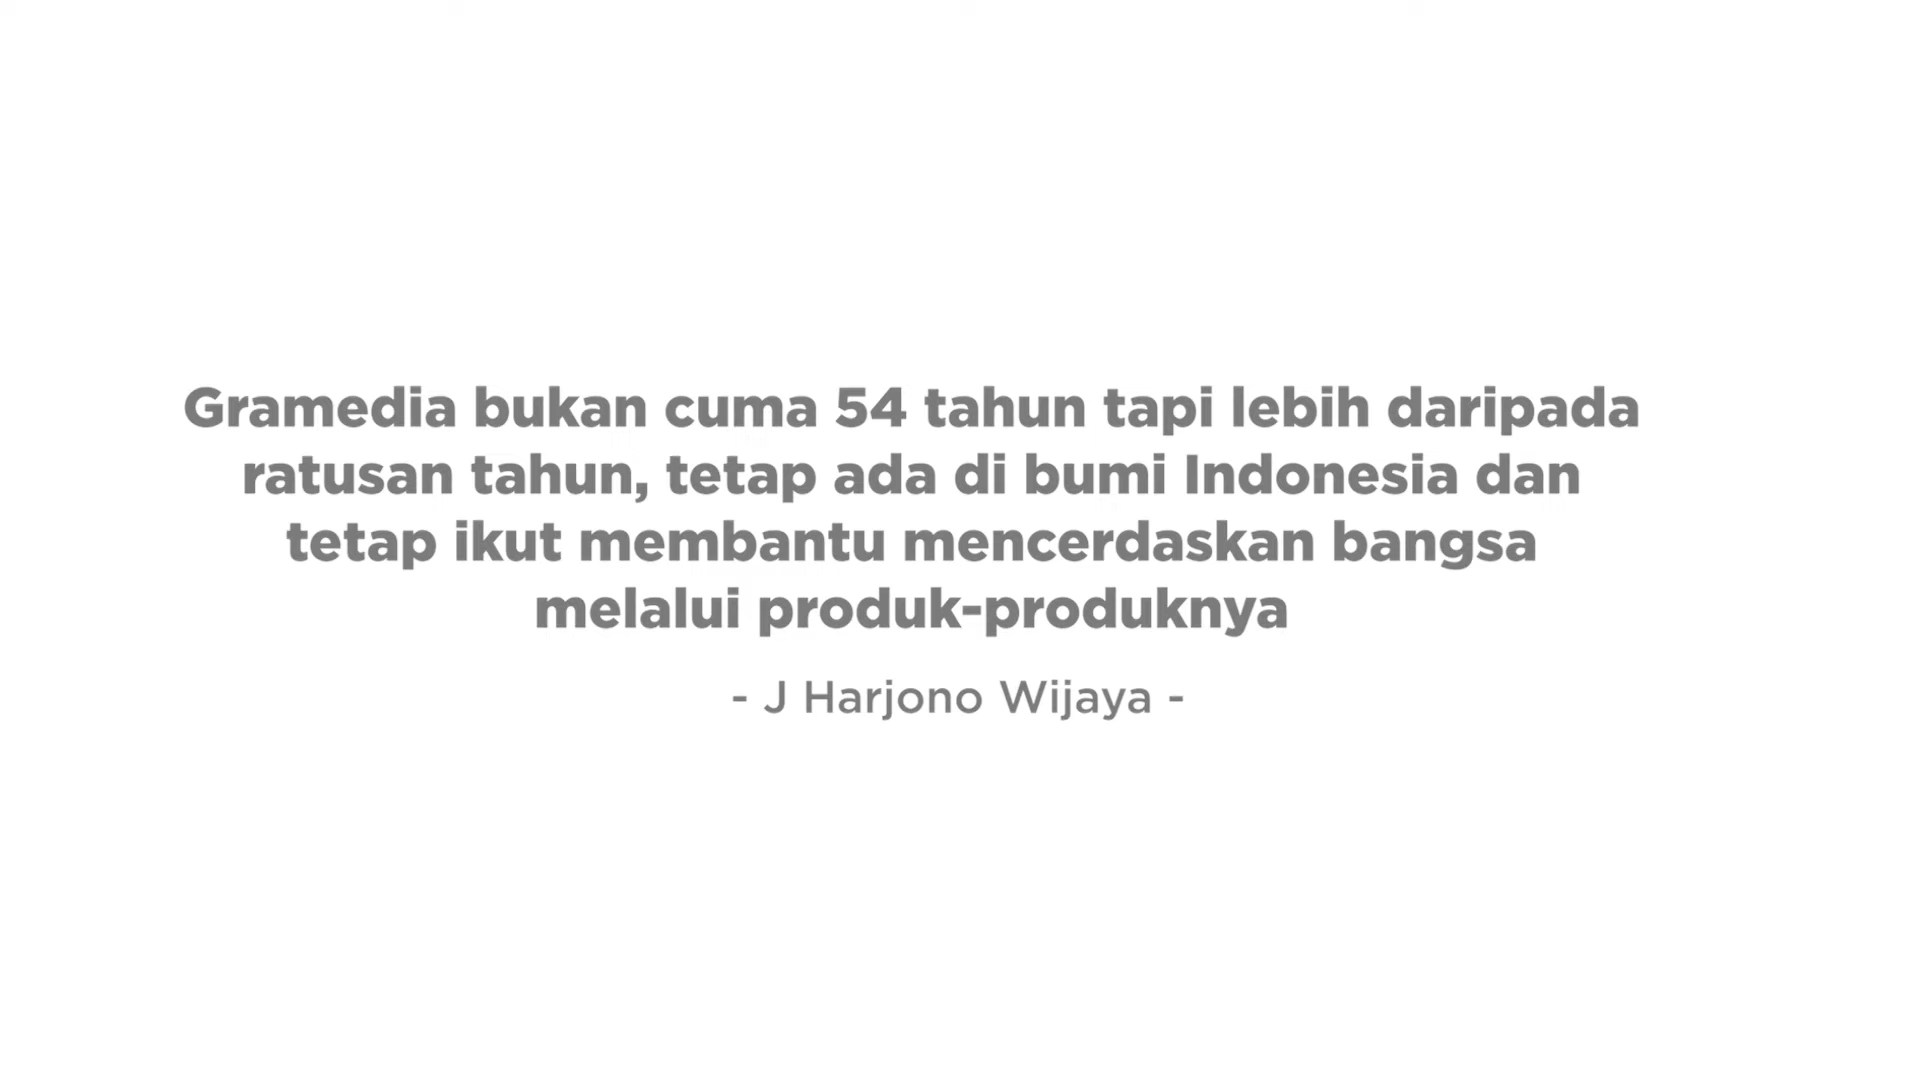 Gramedia bukan cuma 54 tahun tapi lebih daripada
ratusan tahun, tetap ada di bumi Indonesia dan
tetap ikut membantu mencerdaskan bangsa
melalui produk-produknya
- J Harjono Wijaya -